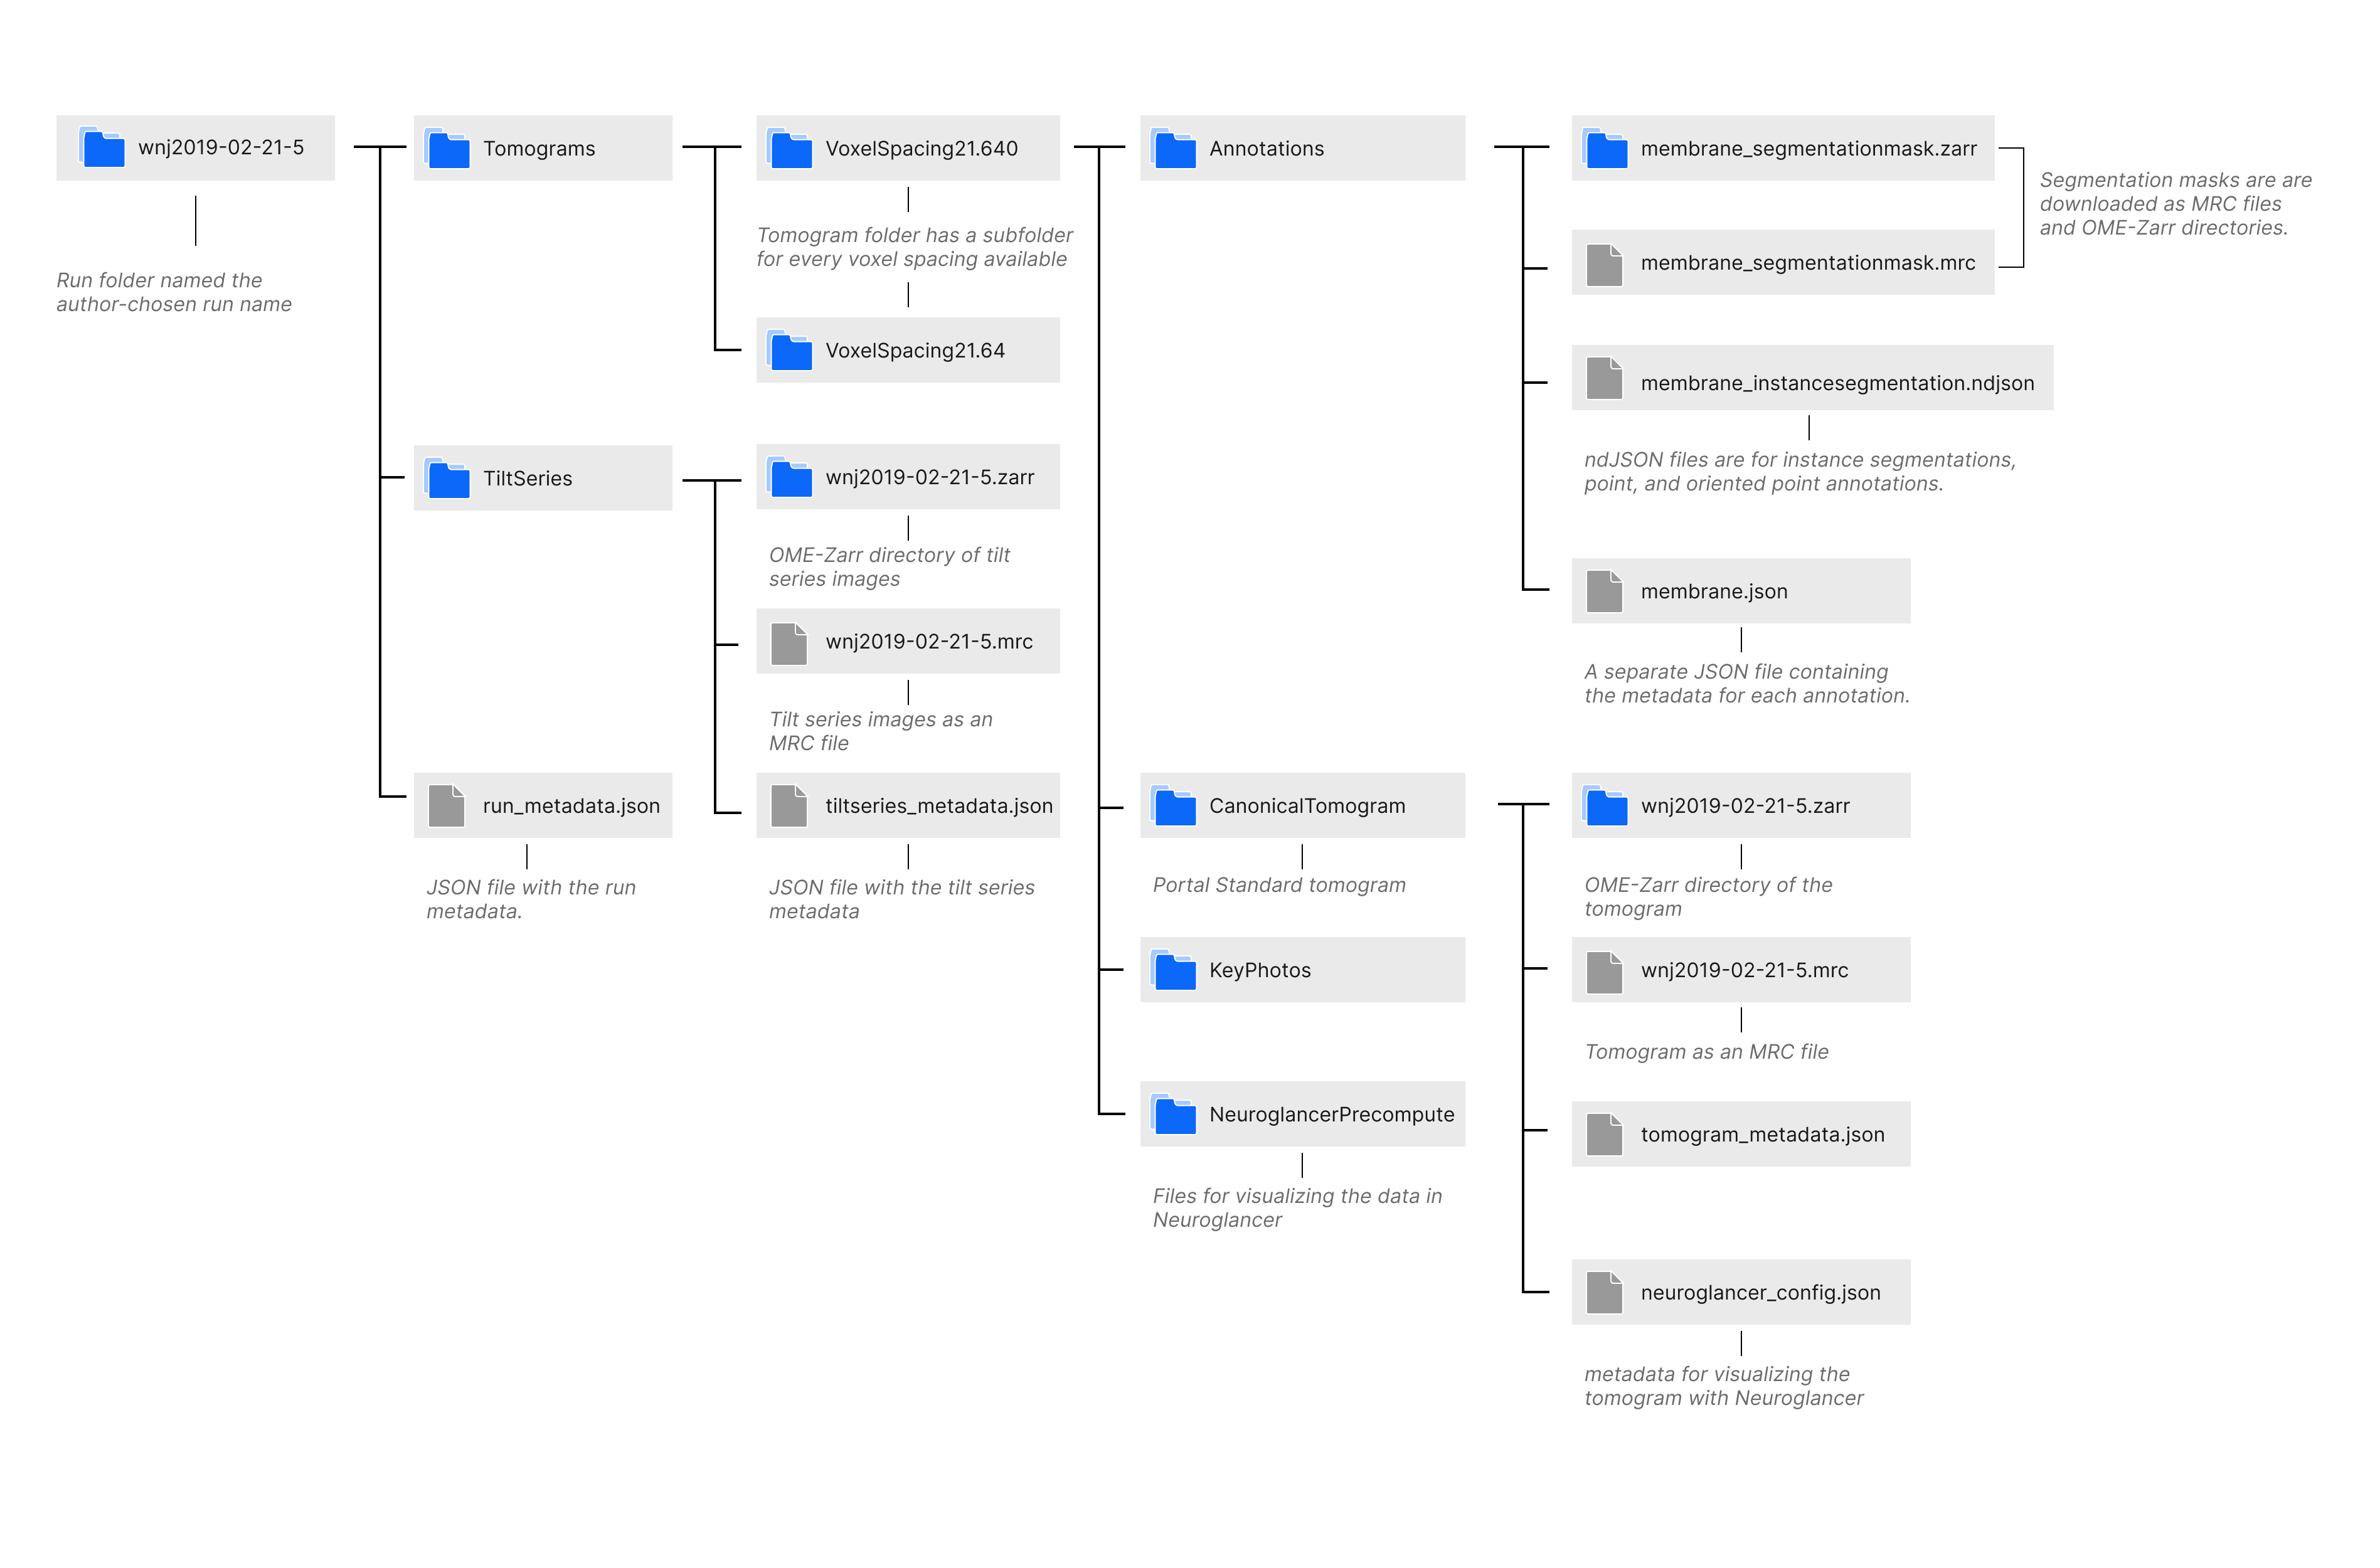 wnj2019-02-21-5
Run folder named the
author-chosen run name
Tomograms
TiltSeries
run_metadata.json
JSON file with the run
metadata.
VoxelSpacing21.640
Tomogram folder has a subfolder
for every voxel spacing available
VoxelSpacing21.64
wnj2019-02-21-5.zarr
OME-Zarr directory of tilt
series images
wnj2019-02-21-5.mrc
Tilt series images as an
MRC file
tiltseries_metadata.json
JSON file with the tilt series
metadata
Annotations
CanonicalTomogram
Portal Standard tomogram
KeyPhotos
NeuroglancerPrecompute
Files for visualizing the data in
Neuroglancer
membrane_segmentationmask.zarr
membrane_segmentationmask.mrc
Segmentation masks are are
downloaded as MRC files
and OME-Zarr directories.
membrane_instancesegmentation.ndjson
ndJSON files are for instance segmentations,
point, and oriented point annotations.
membrane.json
A separate JSON file containing
the metadata for each annotation.
wnj2019-02-21-5.zarr
OME-Zarr directory of the
tomogram
wnj2019-02-21-5.mrc
Tomogram as an MRC file
tomogram_metadata.json
neuroglancer_config.json
metadata for visualizing the
tomogram with Neuroglancer